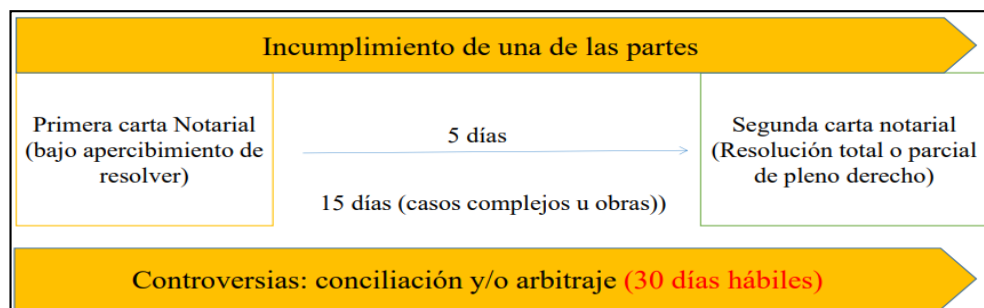 Incumplimiento de una de las partes
Primera carta Notarial
(bajo apercibimiento de
resolver)
5 días
15 días (casos complejos u obras))
Segunda carta notarial
(Resolución total o parcial
de pleno derecho)
Controversias: conciliación y/o arbitraje (30 días hábiles)